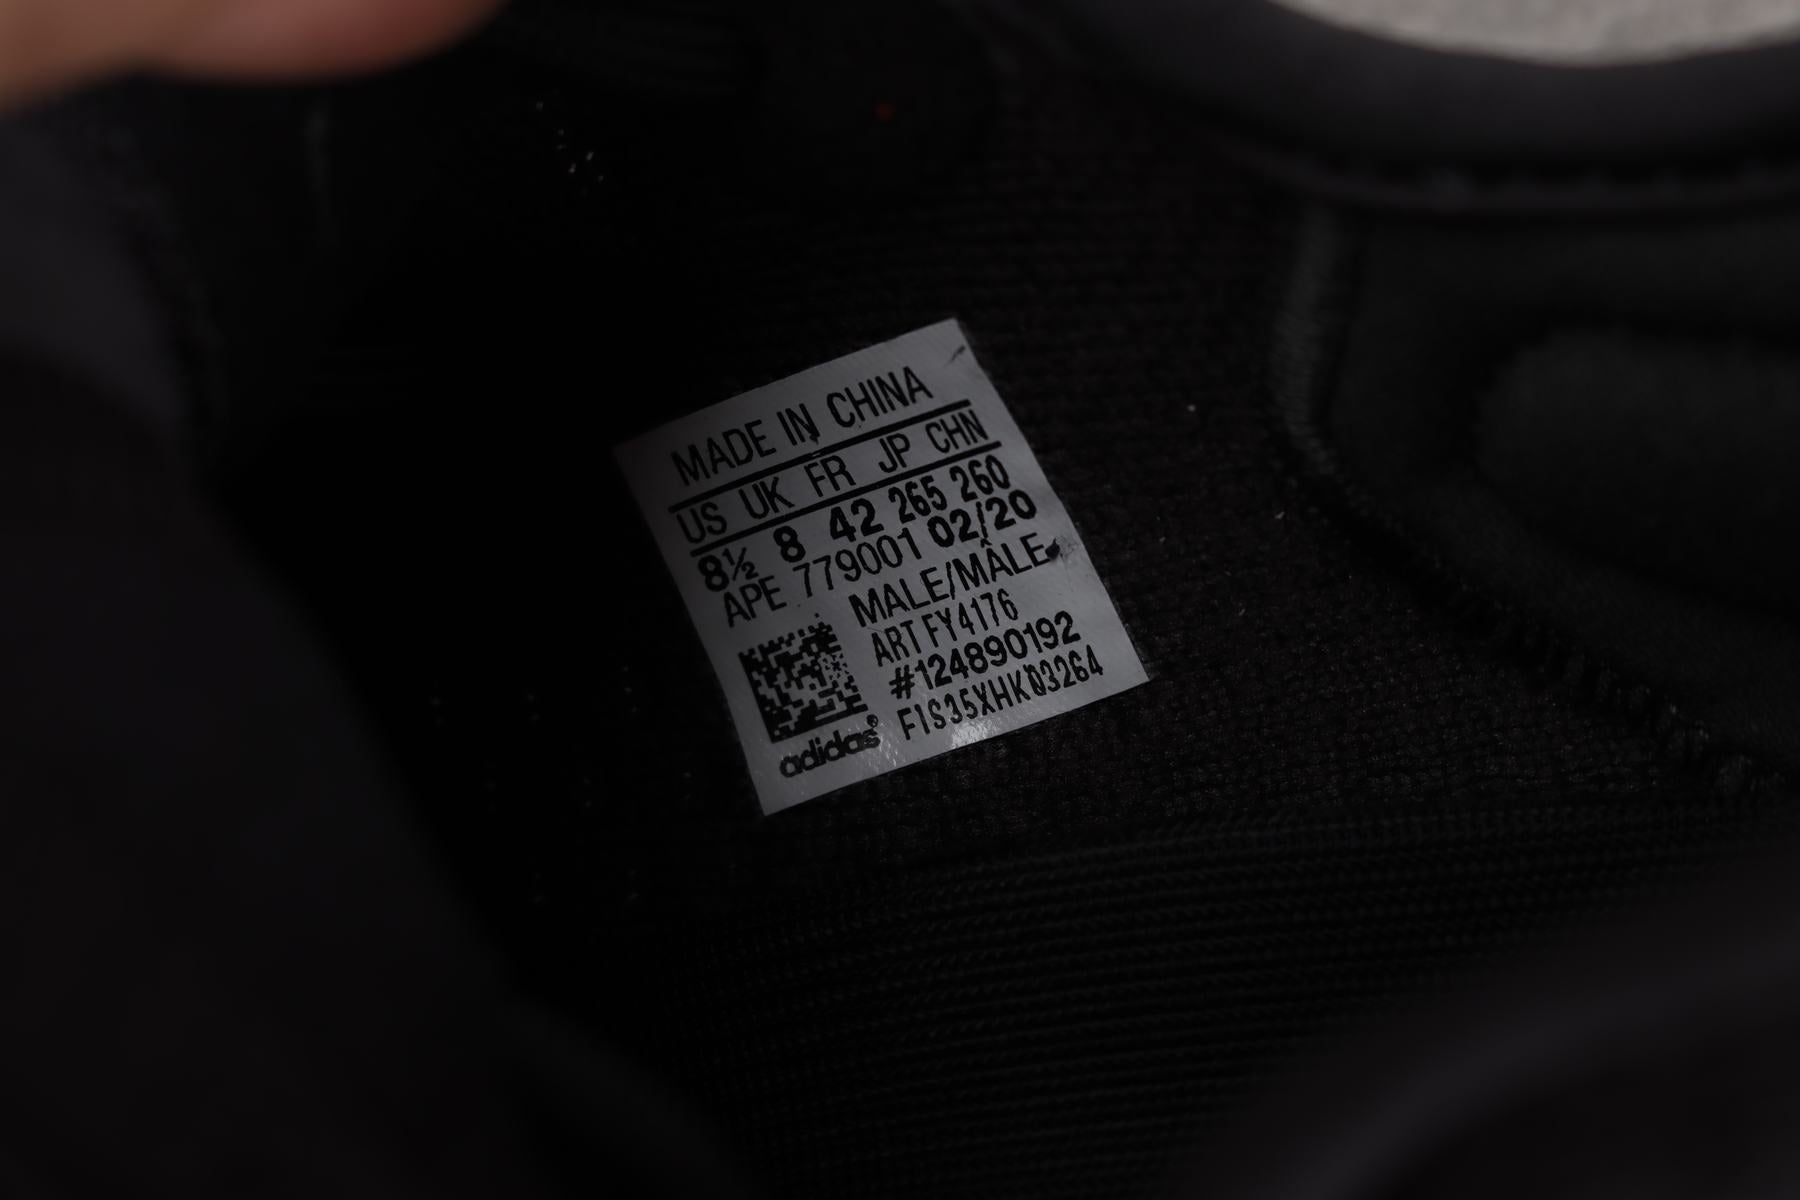 MADE IN CHINA
US UK FR JP CHN
8½ 8 42 265 260
APE 779001 02/20
MALE/MÂLE
ART FY4176
#124890192
F1S35XHKQ3264
adidas®